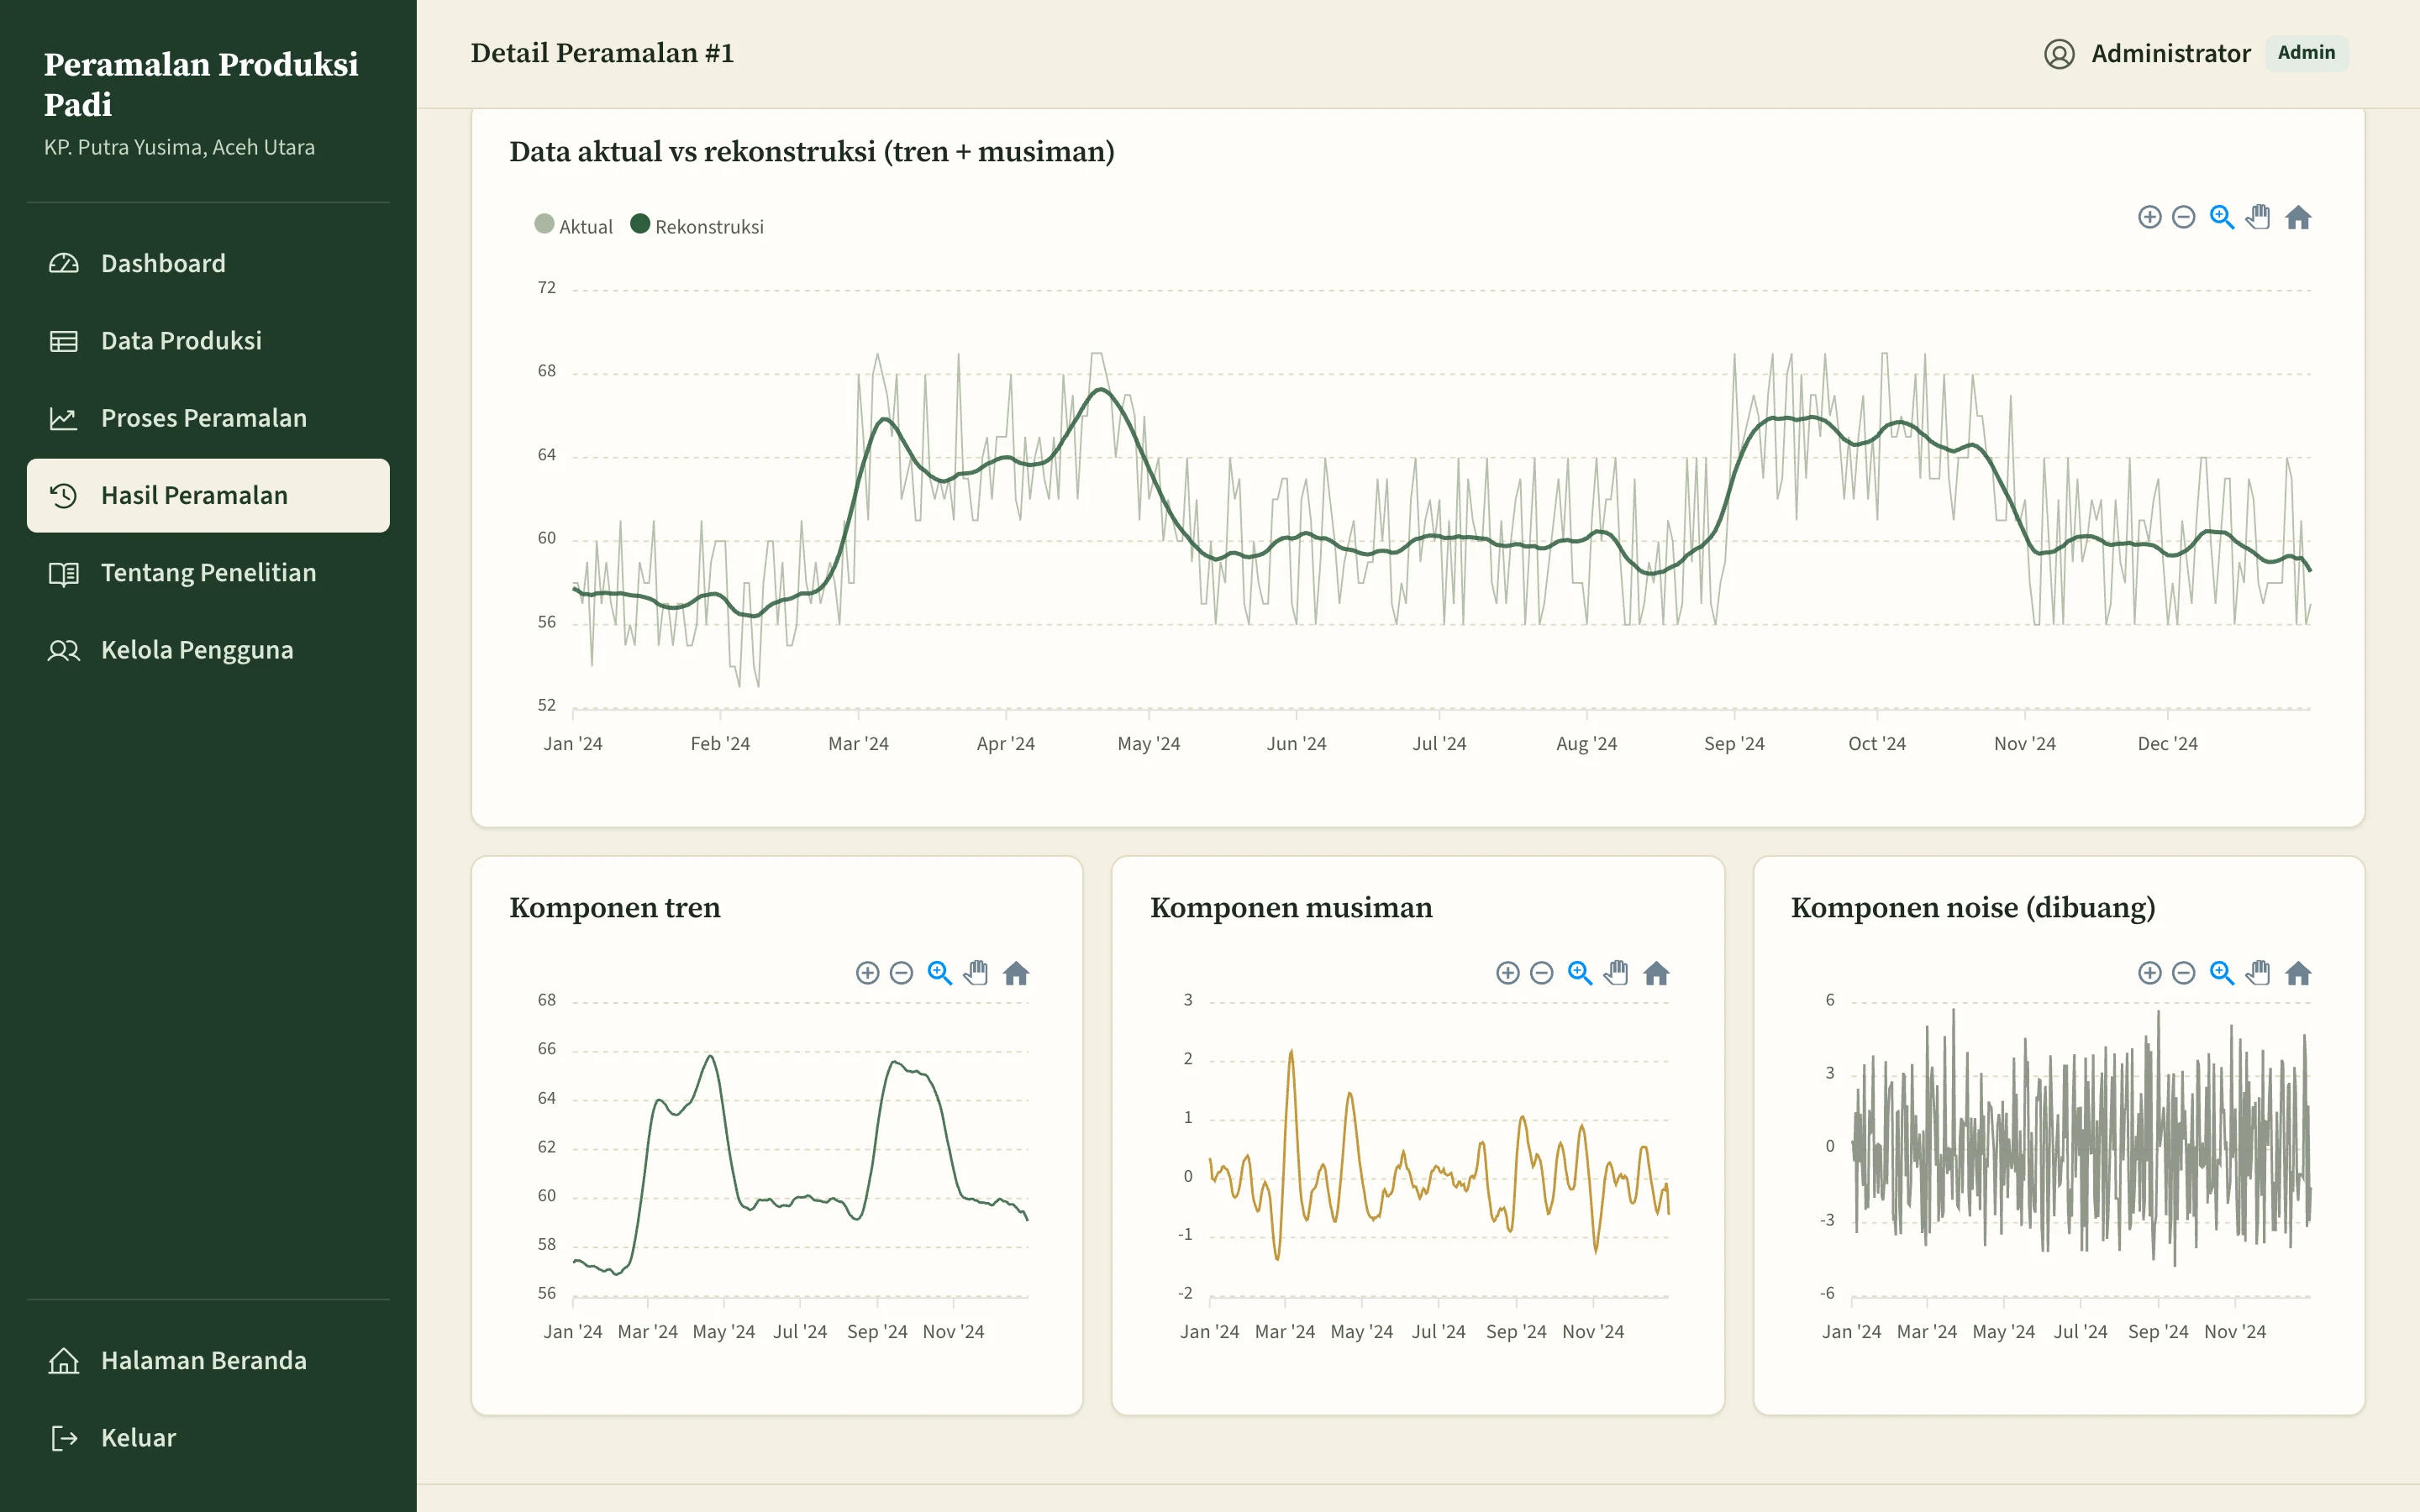 Peramalan Produksi
Padi
KP. Putra Yusima, Aceh Utara
Dashboard
Data Produksi
Proses Peramalan
Hasil Peramalan
Tentang Penelitian
Kelola Pengguna
Halaman Beranda
Keluar
Detail Peramalan #1
Administrator Admin
Data aktual vs rekonstruksi (tren + musiman)
Aktual Rekonstruksi
72
68
64
60
56
52
Jan '24 Feb '24 Mar '24 Apr '24 May '24 Jun '24 Jul '24 Aug '24 Sep '24 Oct '24 Nov '24 Dec '24
Komponen tren
68
66
64
62
60
58
56
Jan '24 Mar '24 May '24 Jul '24 Sep '24 Nov '24
Komponen musiman
3
2
1
0
-1
-2
Jan '24 Mar '24 May '24 Jul '24 Sep '24 Nov '24
Komponen noise (dibuang)
6
3
0
-3
-6
Jan '24 Mar '24 May '24 Jul '24 Sep '24 Nov '24